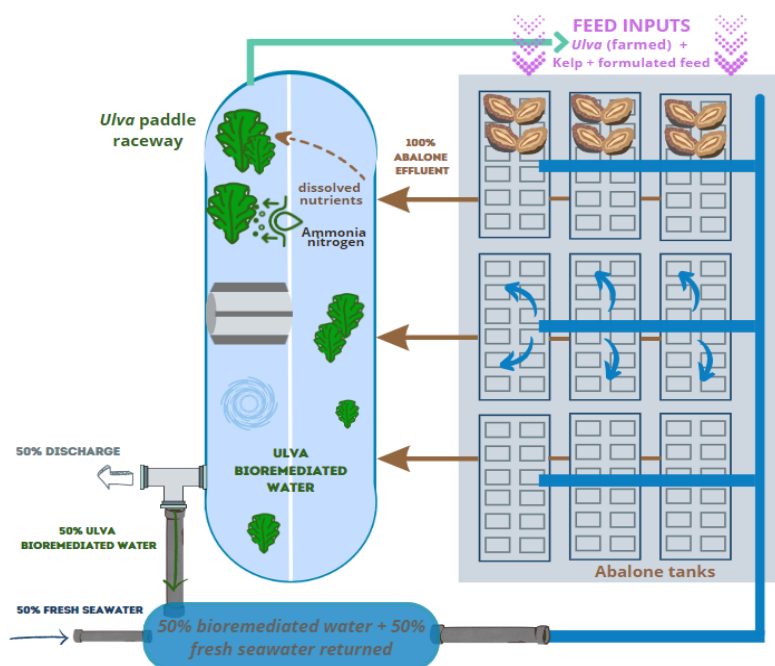 FEED INPUTS
Ulva (farmed) +
Kelp + formulated feed
Ulva paddle
raceway
100%
ABALONE
EFFLUENT
dissolved
nutrients
Ammonia
nitrogen
50% DISCHARGE
ULVA
BIOREMEDIATED
WATER
50% ULVA
BIOREMEDIATED WATER
Abalone tanks
50% FRESH SEAWATER
50% bioremediated water + 50%
fresh seawater returned